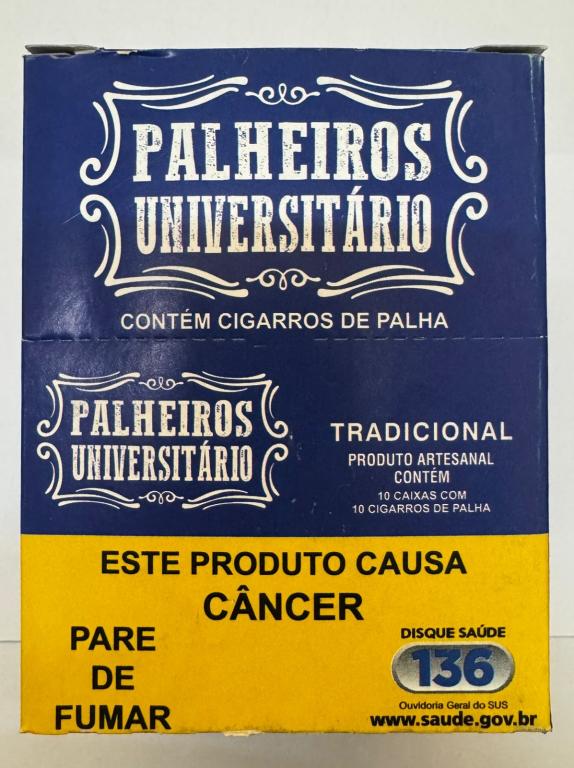 PALHEIROS
UNIVERSITÁRIO
CONTÉM CIGARROS DE PALHA
PALHEIROS
UNIVERSITÁRIO
TRADICIONAL
PRODUTO ARTESANAL
CONTÉM
10 CAIXAS COM
10 CIGARROS DE PALHA
ESTE PRODUTO CAUSA
CÂNCER
PARE
DE
FUMAR
DISQUE SAÚDE
136
Ouvidoria Geral do SUS
www.saude.gov.br